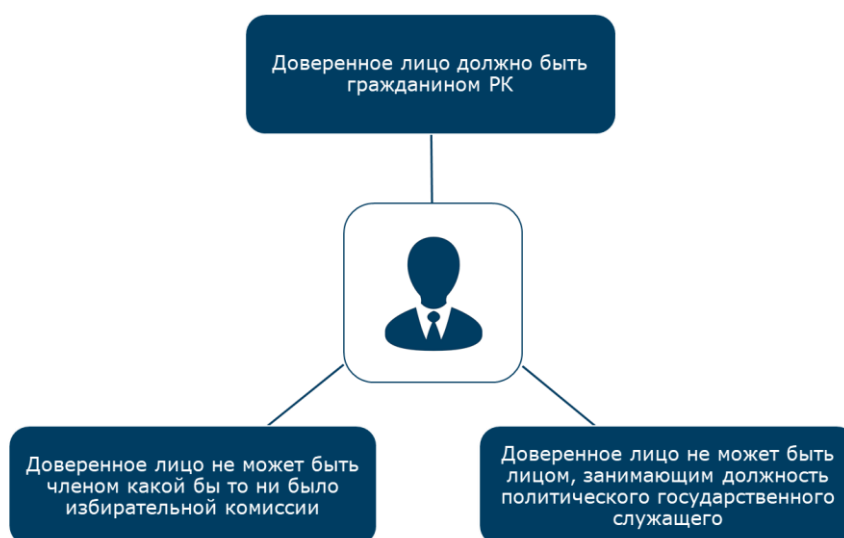 Доверенное лицо должно быть
гражданином РК
Доверенное лицо не может быть
членом какой бы то ни было
избирательной комиссии
Доверенное лицо не может быть
лицом, занимающим должность
политического государственного
служащего